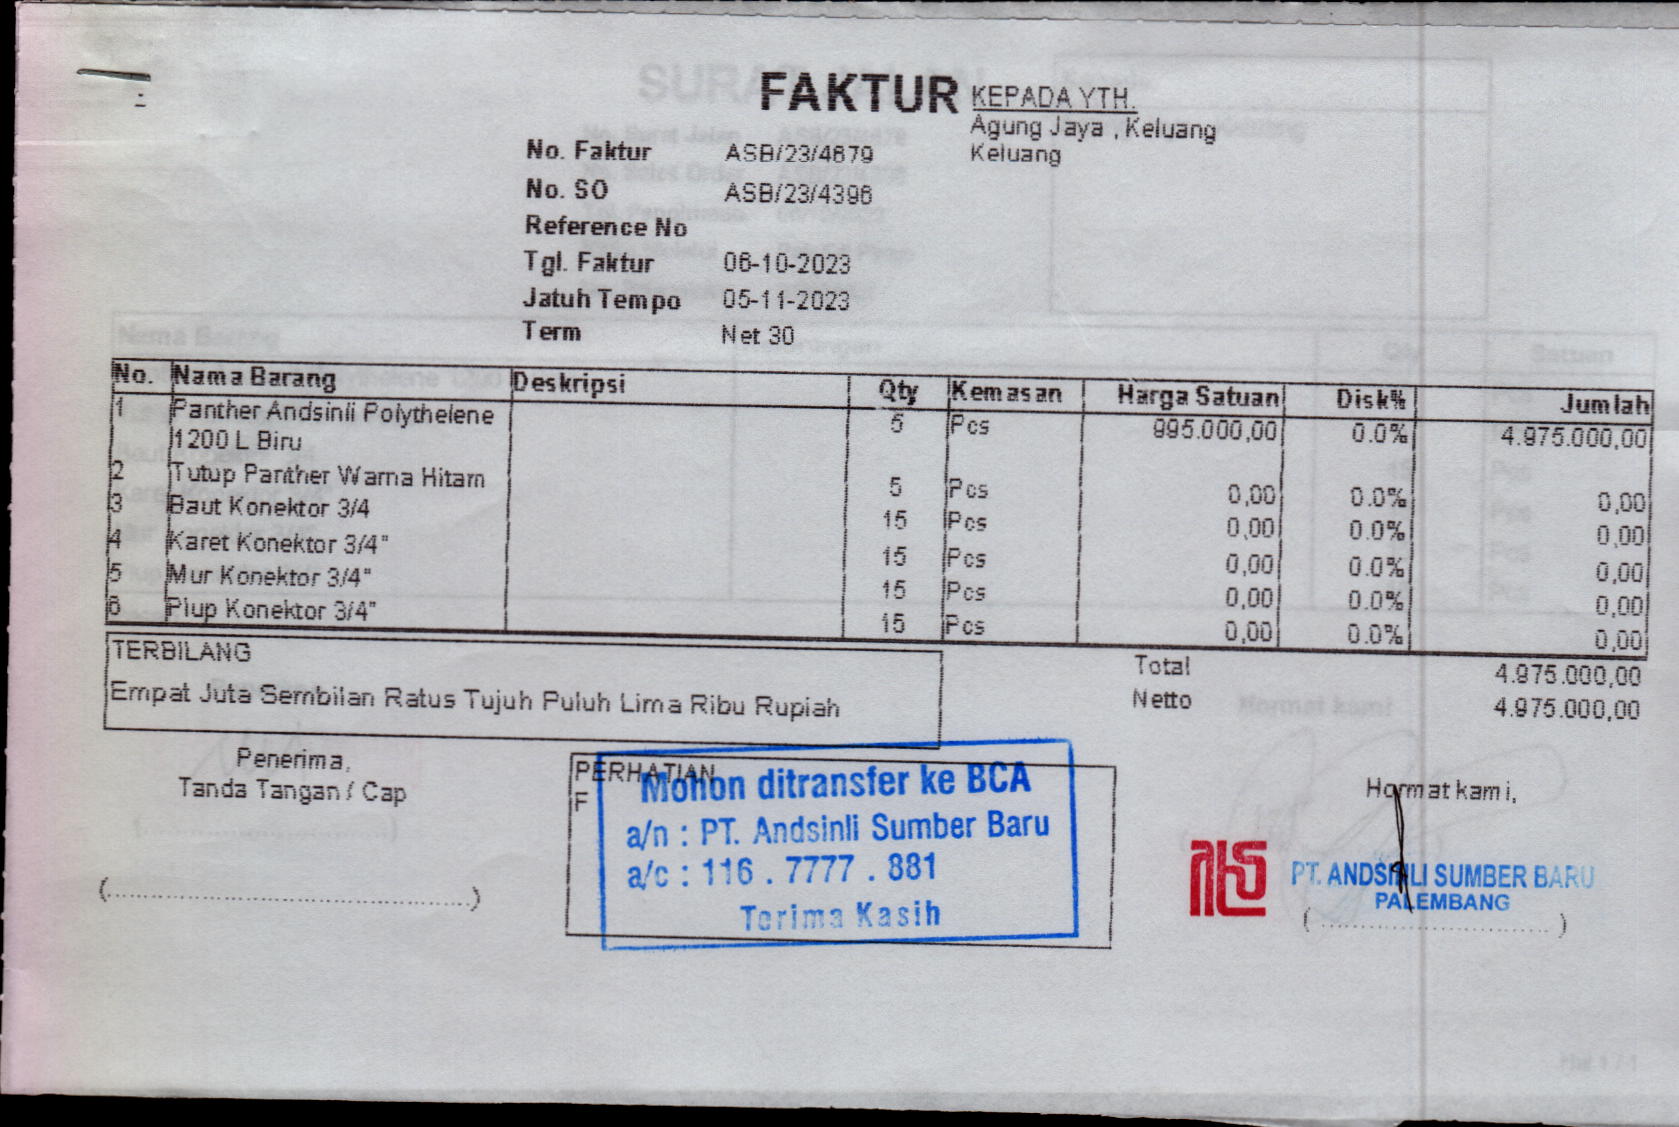 FAKTUR
KEPADA YTH.
Agung Jaya , Keluang
Keluang
No. Faktur ASB/23/4679
No. SO ASB/23/4396
Reference No
Tgl. Faktur 06-10-2023
Jatuh Tempo 05-11-2023
Term Net 30
No. Nama Barang Deskripsi Qty Kemasan Harga Satuan Disk% Jumlah
1 Panther Andsinli Polythelene 5 Pcs 995.000,00 0.0% 4.975.000,00
1200 L Biru
2 Tutup Panther Warna Hitam 5 Pcs 0,00 0.0% 0,00
3 Baut Konektor 3/4 15 Pcs 0,00 0.0% 0,00
4 Karet Konektor 3/4" 15 Pcs 0,00 0.0% 0,00
5 Mur Konektor 3/4" 15 Pcs 0,00 0.0% 0,00
6 Plup Konektor 3/4" 15 Pcs 0,00 0.0% 0,00
TERBILANG
Empat Juta Sembilan Ratus Tujuh Puluh Lima Ribu Rupiah
Total 4.975.000,00
Netto 4.975.000,00
Penerima,
Tanda Tangan / Cap
(..................................................)
PERHATIAN
F
Mohon ditransfer ke BCA
a/n : PT. Andsinli Sumber Baru
a/c : 116 . 7777 . 881
Terima Kasih
Hormat kami,
PT. ANDSINLI SUMBER BARU
PALEMBANG
(................................)